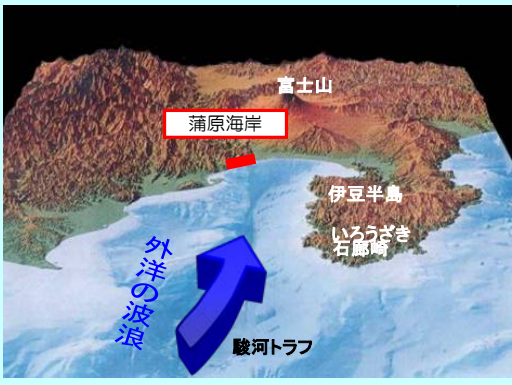 富士山
蒲原海岸
伊豆半島
いろうざき
石廊崎
外洋の波浪
駿河トラフ